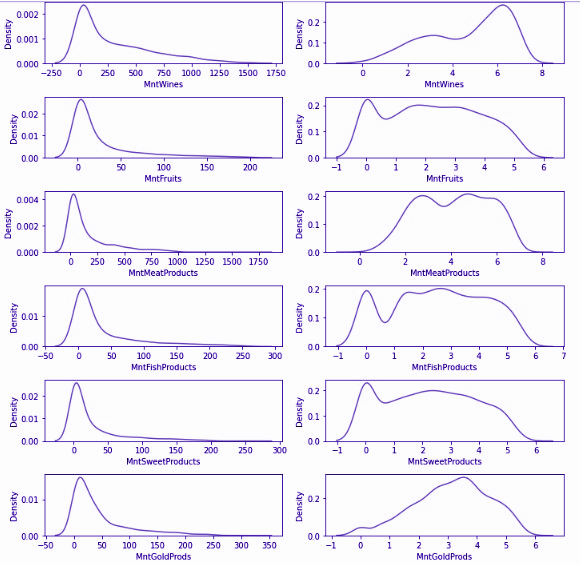 Density
0.002
0.001
0.000
−250 0 250 500 750 1000 1250 1500 1750
MntWines
Density
0.2
0.1
0.0
0 2 4 6 8
MntWines
Density
0.02
0.01
0.00
0 50 100 150 200
MntFruits
Density
0.2
0.1
0.0
−1 0 1 2 3 4 5 6
MntFruits
Density
0.004
0.002
0.000
0 250 500 750 1000 1250 1500 1750
MntMeatProducts
Density
0.2
0.1
0.0
0 2 4 6 8
MntMeatProducts
Density
0.01
0.00
−50 0 50 100 150 200 250 300
MntFishProducts
Density
0.2
0.1
0.0
−1 0 1 2 3 4 5 6 7
MntFishProducts
Density
0.02
0.01
0.00
0 50 100 150 200 250 300
MntSweetProducts
Density
0.2
0.1
0.0
−1 0 1 2 3 4 5 6
MntSweetProducts
Density
0.01
0.00
−50 0 50 100 150 200 250 300 350
MntGoldProds
Density
0.2
0.0
−1 0 1 2 3 4 5 6
MntGoldProds